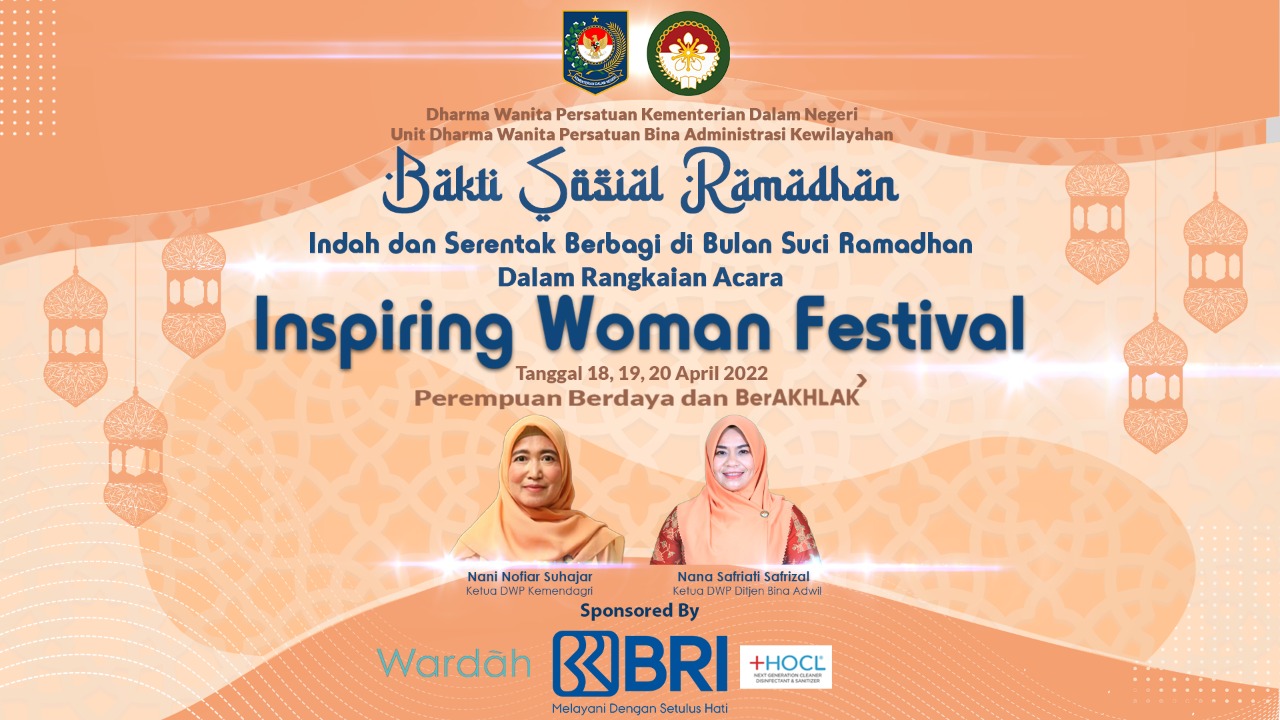 KEMENTERIAN DALAM NEGERI
Dharma Wanita Persatuan Kementerian Dalam Negeri
Unit Dharma Wanita Persatuan Bina Administrasi Kewilayahan
Bakti Sosial Ramadhan
Indah dan Serentak Berbagi di Bulan Suci Ramadhan
Dalam Rangkaian Acara
Inspiring Woman Festival
Tanggal 18, 19, 20 April 2022
Perempuan Berdaya dan BerAKHLAK
Nani Nofiar Suhajar
Ketua DWP Kemendagri
Nana Safriati Safrizal
Ketua DWP Ditjen Bina Adwil
Sponsored By
Wardah
BRI
Melayani Dengan Setulus Hati
+HOCL®
NEXT GENERATION CLEANER
DISINFECTANT & SANITIZER